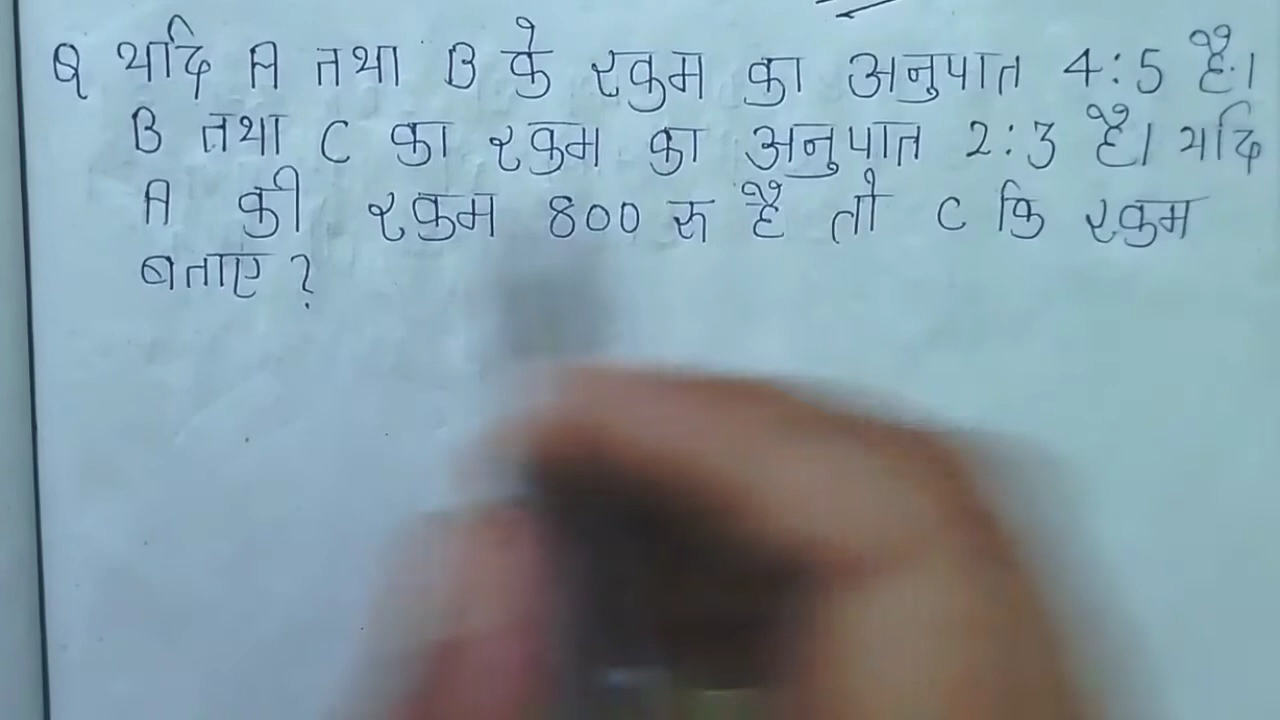 Q यदि A तथा B के रकम का अनुपात 4:5 है।
B तथा C का रकम का अनुपात 2:3 है। यदि
A की रकम 800 रु है तो C कि रकम
बताए ?